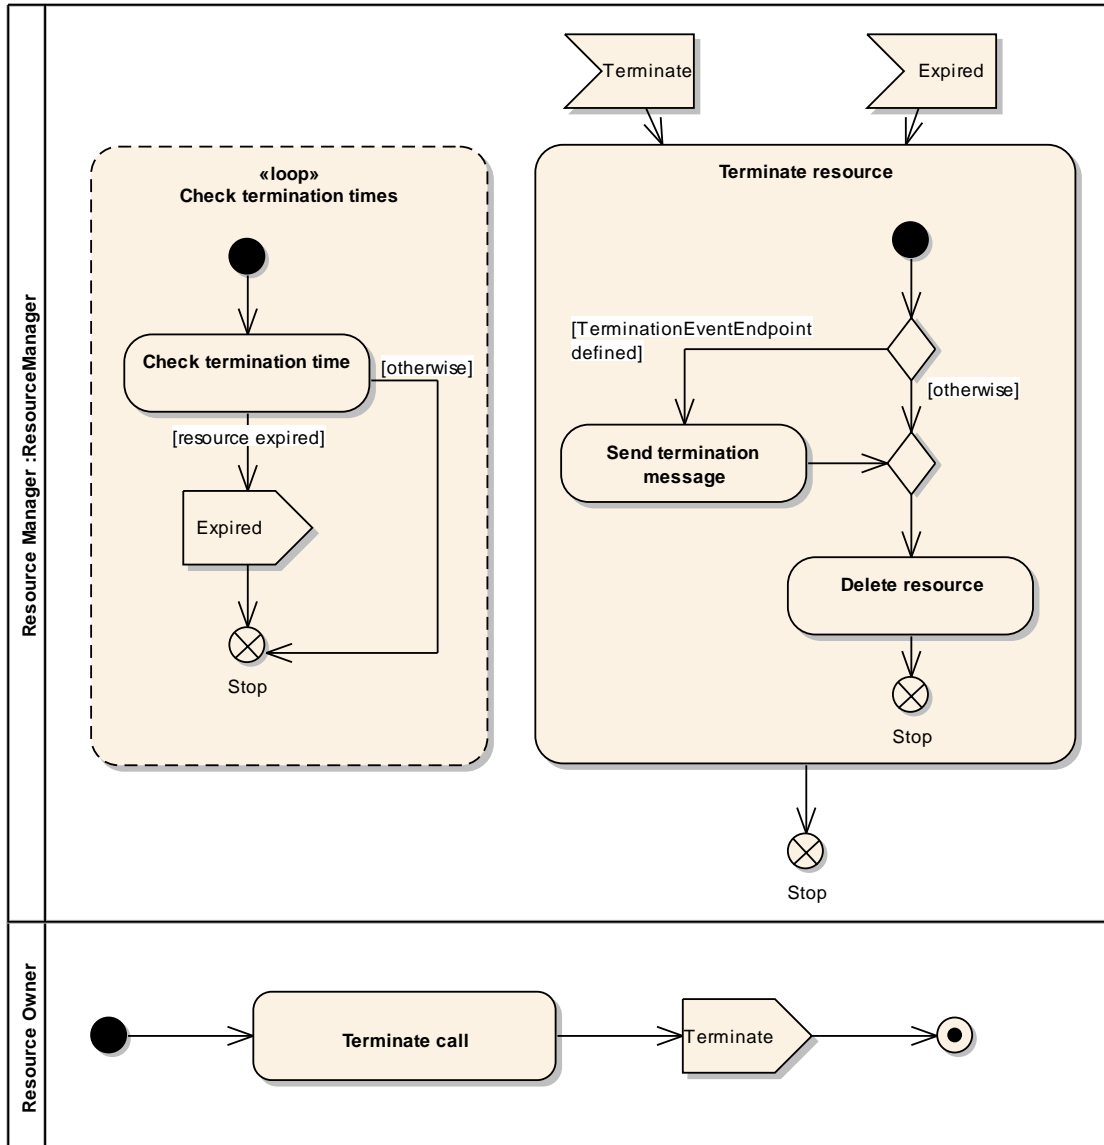 Resource Manager :ResourceManager
Terminate
Expired
«loop»
Check termination times
Check termination time
[otherwise]
[resource expired]
Expired
Stop
Terminate resource
[TerminationEventEndpoint
defined]
[otherwise]
Send termination
message
Delete resource
Stop
Stop
Resource Owner
Terminate call
Terminate